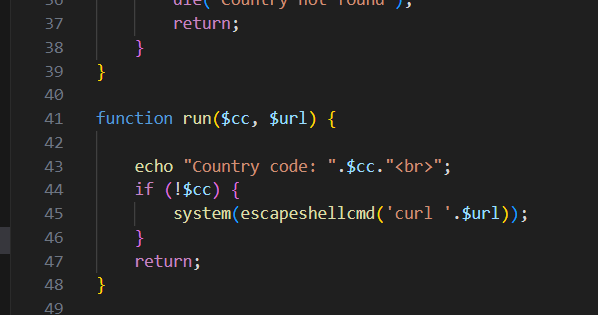 36 die("Country not found");
37 return;
38 }
39 }
40
41 function run($cc, $url) {
42
43 echo "Country code: ".$cc."<br>";
44 if (!$cc) {
45 system(escapeshellcmd('curl '.$url));
46 }
47 return;
48 }
49